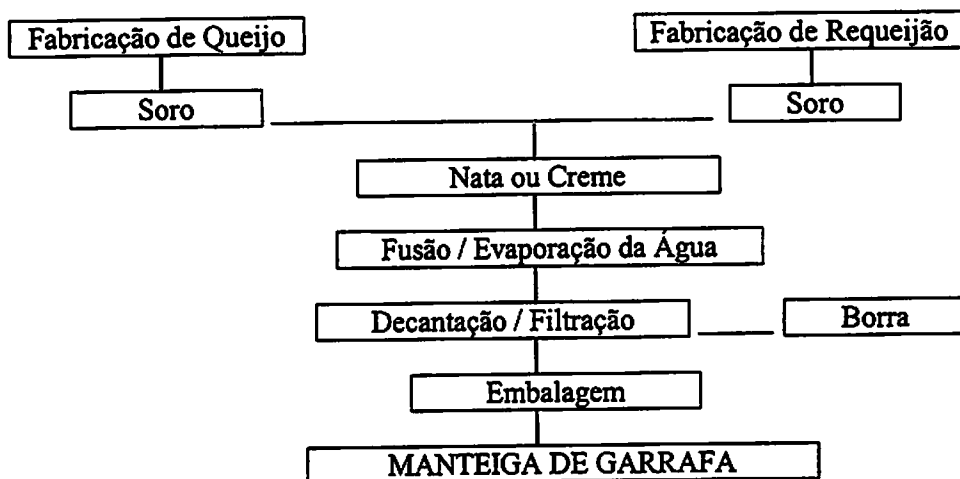 Fabricação de Queijo
Fabricação de Requeijão
Soro
Soro
Nata ou Creme
Fusão / Evaporação da Água
Decantação / Filtração
Borra
Embalagem
MANTEIGA DE GARRAFA